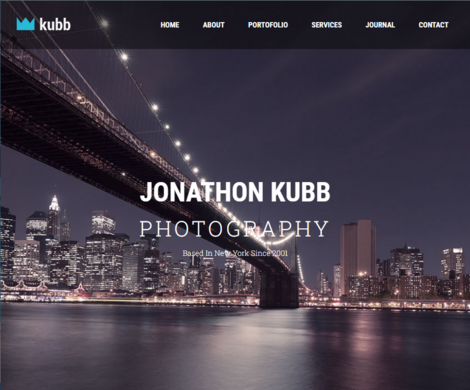 kubb
HOME ABOUT PORTOFOLIO SERVICES JOURNAL CONTACT
JONATHON KUBB
PHOTOGRAPHY
Based In New York Since 2001